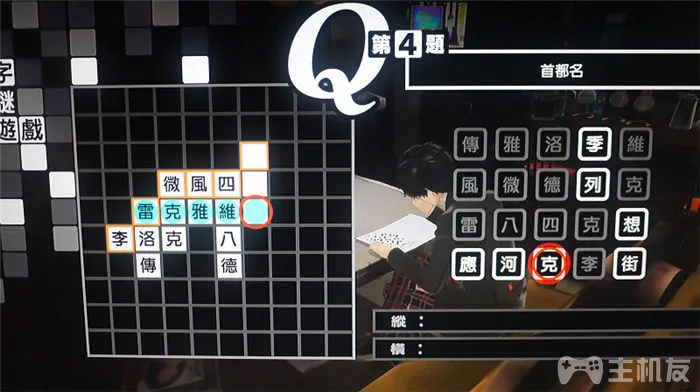 Q 第4題
首都名
字
謎
遊戲
微風四
雷克雅維
李洛克 八
傳 德
傳雅洛季維
風微德列克
雷八四克想
應河克李街
縱：
橫：
主机友